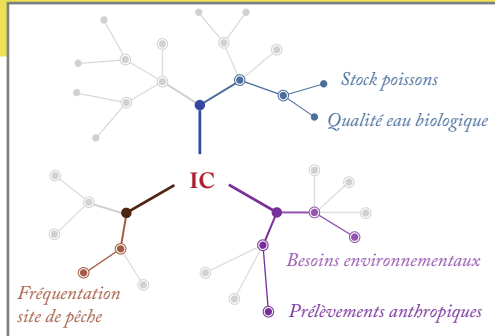 Stock poissons
Qualité eau biologique
IC
Besoins environnementaux
Fréquentation
site de pêche
Prélèvements anthropiques